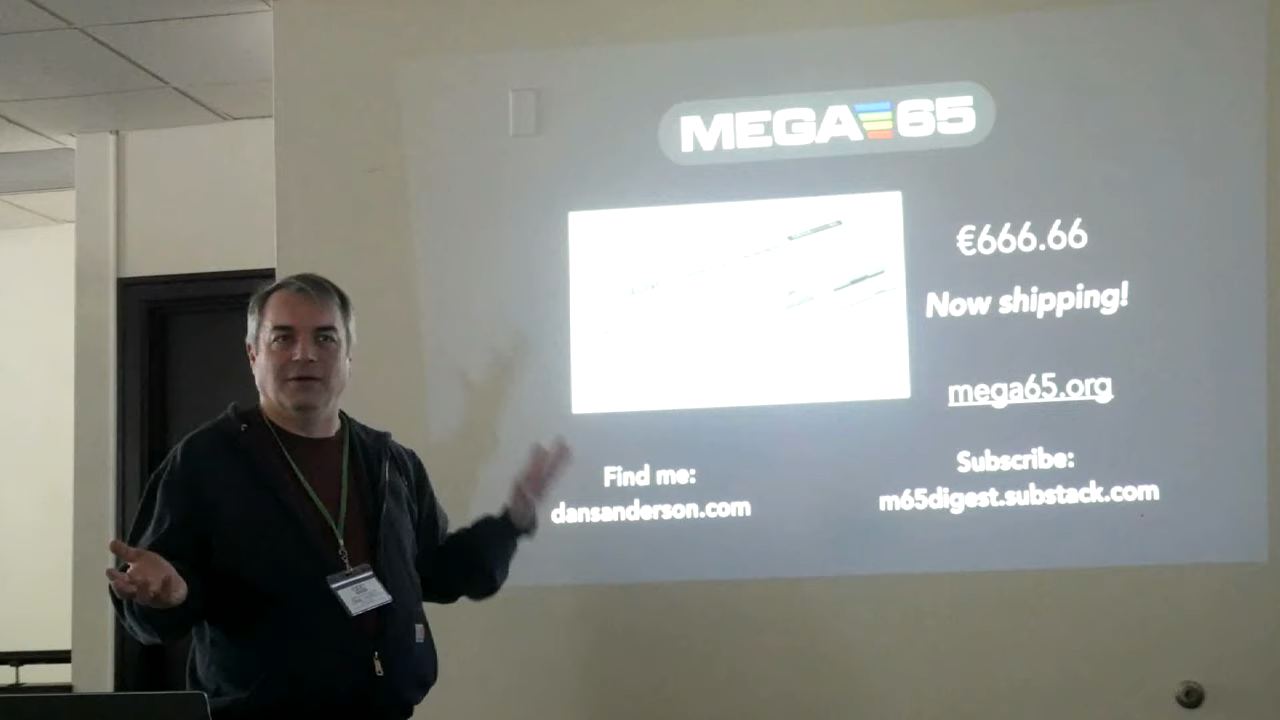 MEGA65
€666.66
Now shipping!
mega65.org
Find me:
dansanderson.com
Subscribe:
m65digest.substack.com